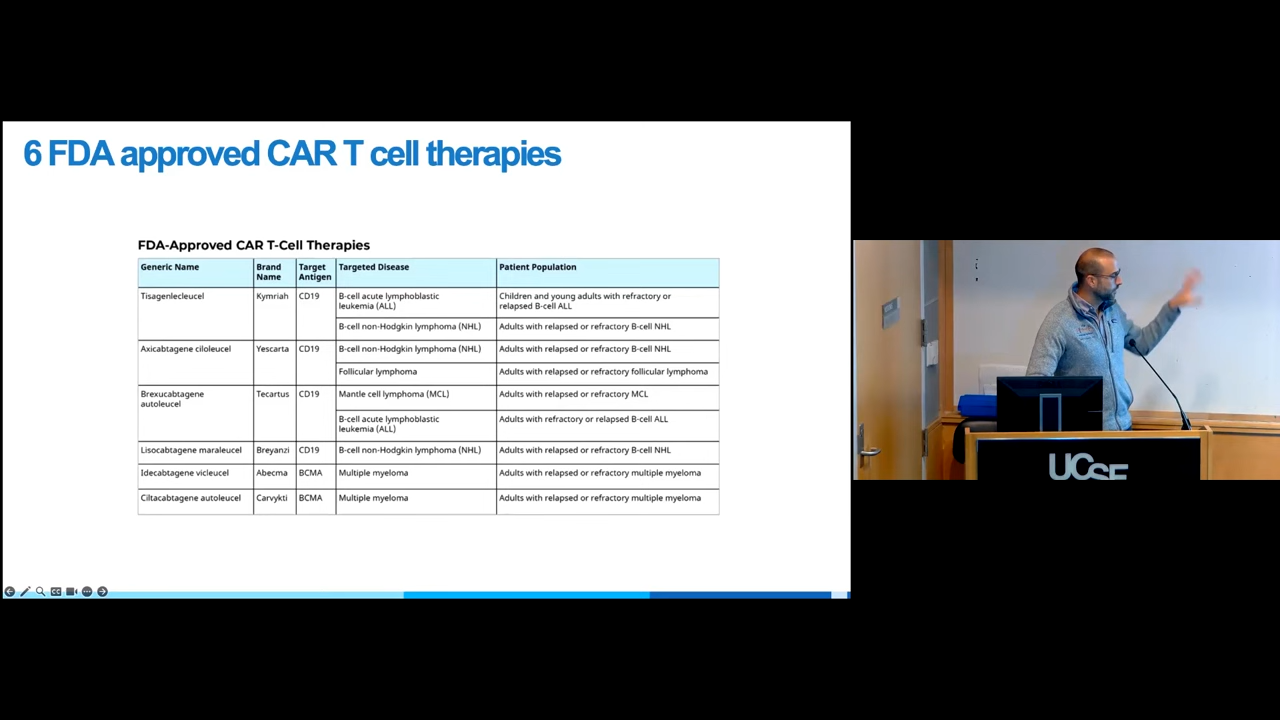 6 FDA approved CAR T cell therapies
FDA-Approved CAR T-Cell Therapies
Generic Name Brand Name Target Antigen Targeted Disease Patient Population
Tisagenlecleucel Kymriah CD19 B-cell acute lymphoblastic leukemia (ALL) Children and young adults with refractory or relapsed B-cell ALL
B-cell non-Hodgkin lymphoma (NHL) Adults with relapsed or refractory B-cell NHL
Axicabtagene ciloleucel Yescarta CD19 B-cell non-Hodgkin lymphoma (NHL) Adults with relapsed or refractory B-cell NHL
Follicular lymphoma Adults with relapsed or refractory follicular lymphoma
Brexucabtagene autoleucel Tecartus CD19 Mantle cell lymphoma (MCL) Adults with relapsed or refractory MCL
B-cell acute lymphoblastic leukemia (ALL) Adults with refractory or relapsed B-cell ALL
Lisocabtagene maraleucel Breyanzi CD19 B-cell non-Hodgkin lymphoma (NHL) Adults with relapsed or refractory B-cell NHL
Idecabtagene vicleucel Abecma BCMA Multiple myeloma Adults with relapsed or refractory multiple myeloma
Ciltacabtagene autoleucel Carvykti BCMA Multiple myeloma Adults with relapsed or refractory multiple myeloma
UCSF